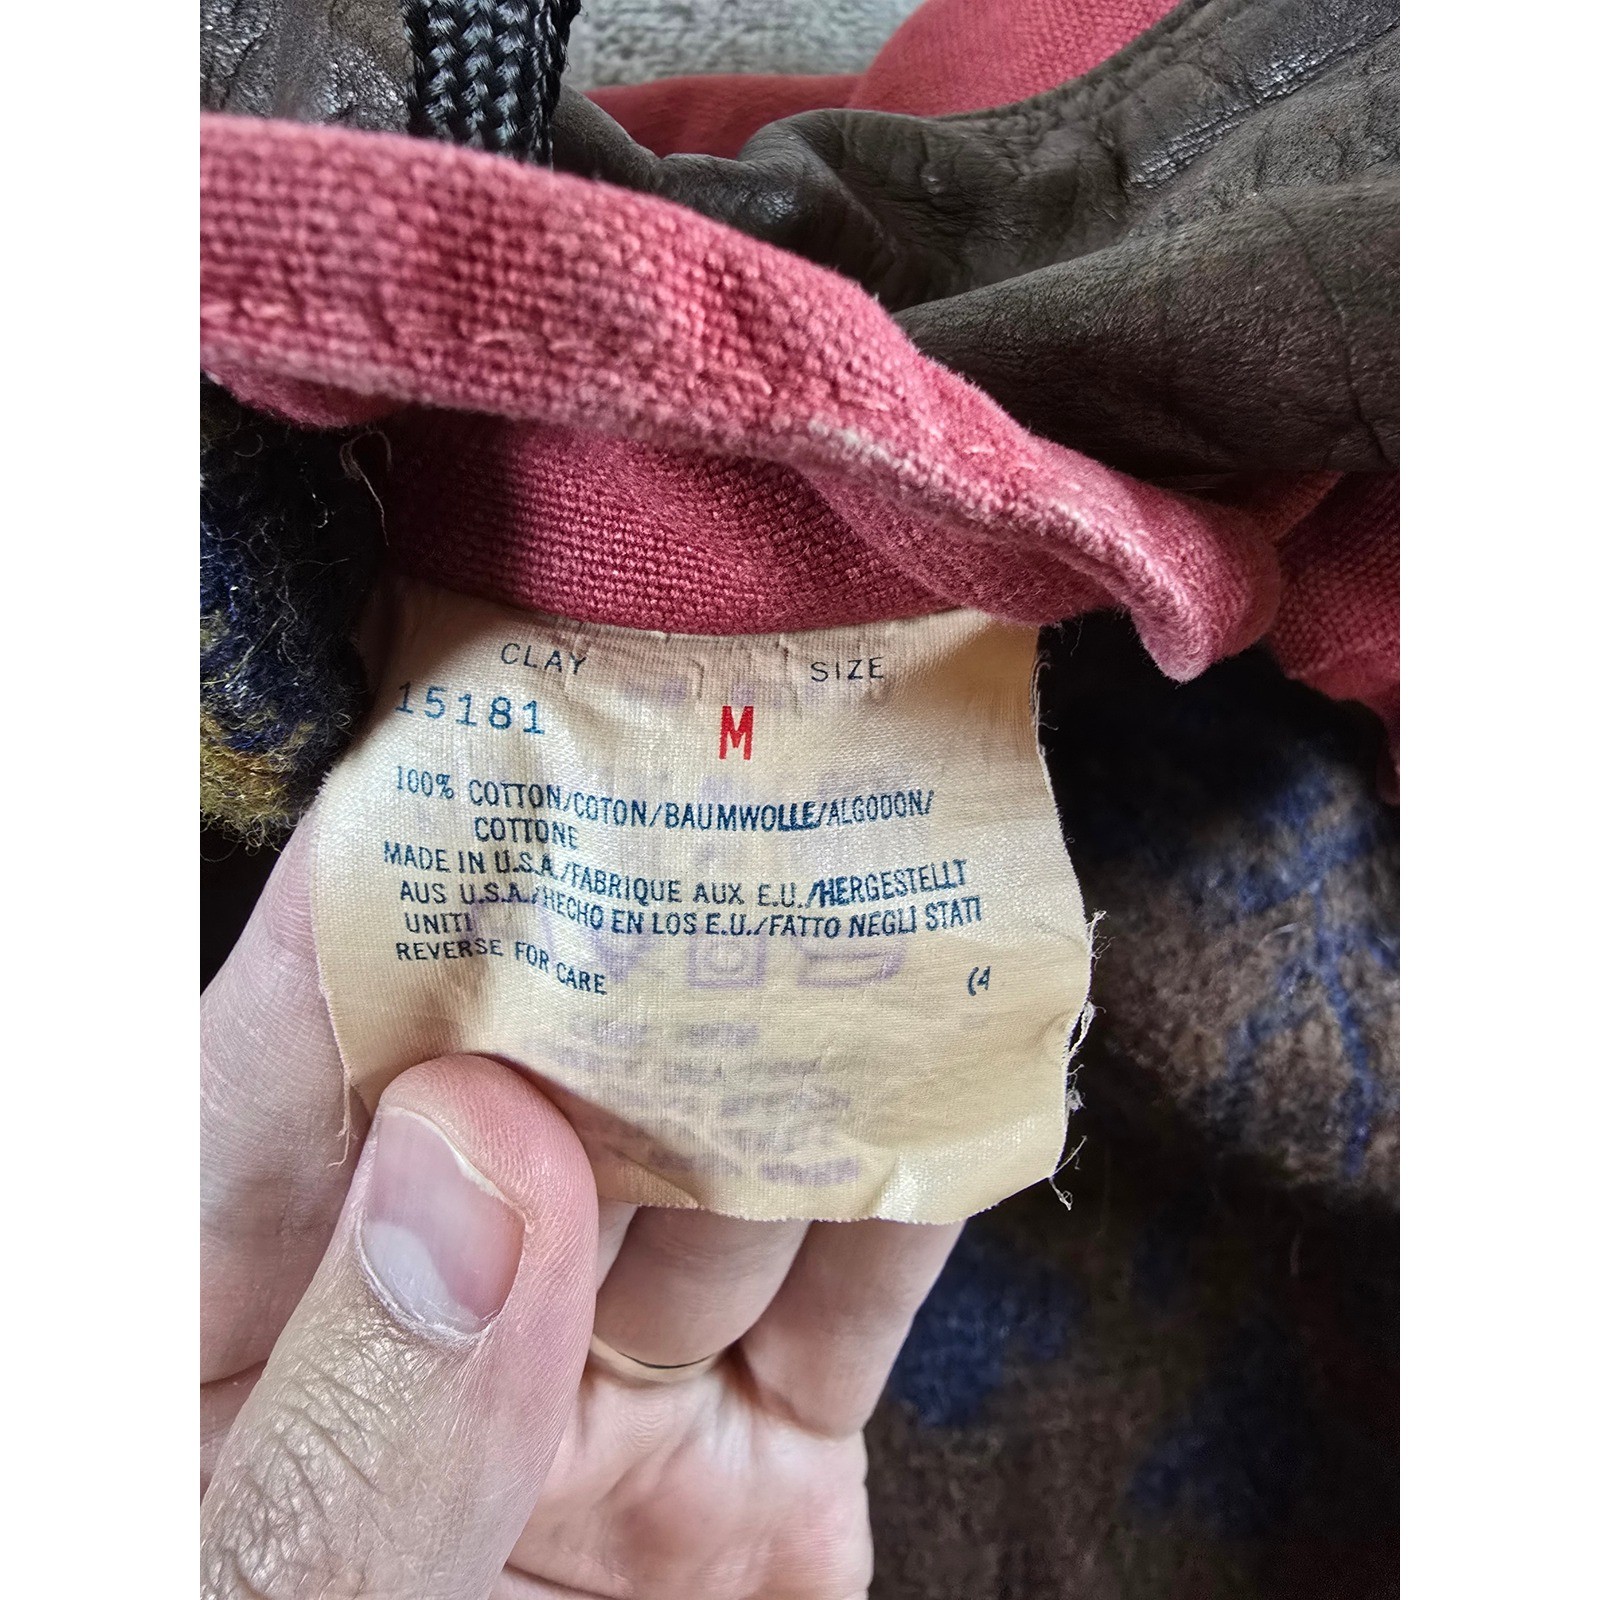 CLAY SIZE
15181 M
100% COTTON/COTON/BAUMWOLLE/ALGODON/
COTTONE
MADE IN U.S.A./FABRIQUE AUX E.U./HERGESTELLT
AUS U.S.A./HECHO EN LOS E.U./FATTO NEGLI STATI
UNITI
REVERSE FOR CARE (4